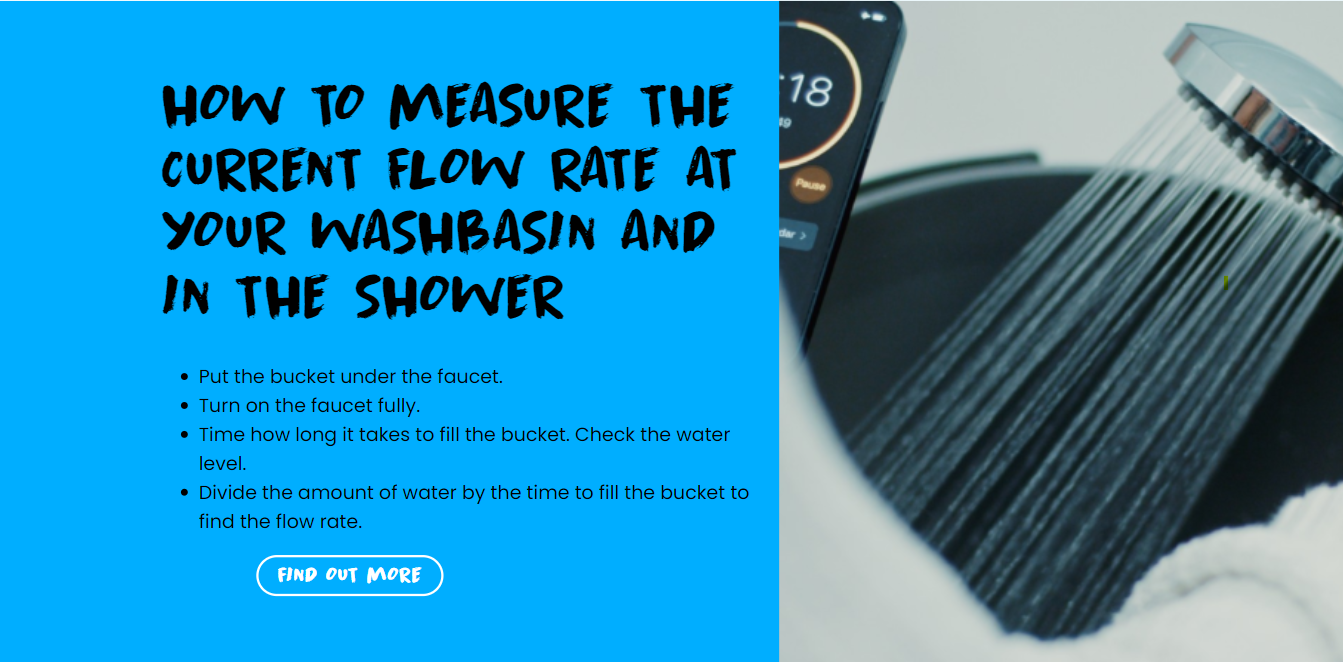 HOW TO MEASURE THE
CURRENT FLOW RATE AT
YOUR WASHBASIN AND
IN THE SHOWER
Put the bucket under the faucet.
Turn on the faucet fully.
Time how long it takes to fill the bucket. Check the water
level.
Divide the amount of water by the time to fill the bucket to
find the flow rate.
FIND OUT MORE
:18
Pause